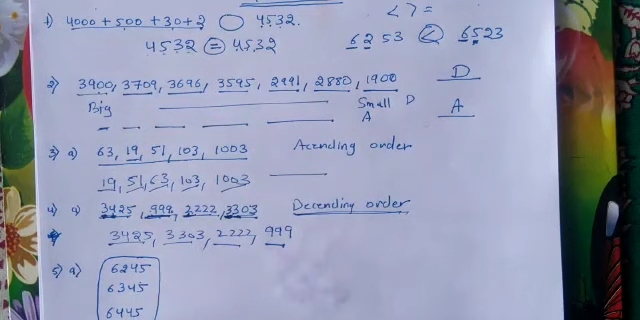 < > =
1) 4000 + 500 + 30 + 2 ◯ 4532.
4532 = 4532
6253 < 6523
2) 3900, 3709, 3696, 3595, 2991, 2880, 1900 D
Big Small D
A A
3) a) 63, 19, 51, 103, 1003 Acending order
19, 51, 63, 103, 1003
4) a) 3425, 999, 2222, 3303 Decending order
3425, 3303, 2222, 999
5) a) 6245
6345
6445